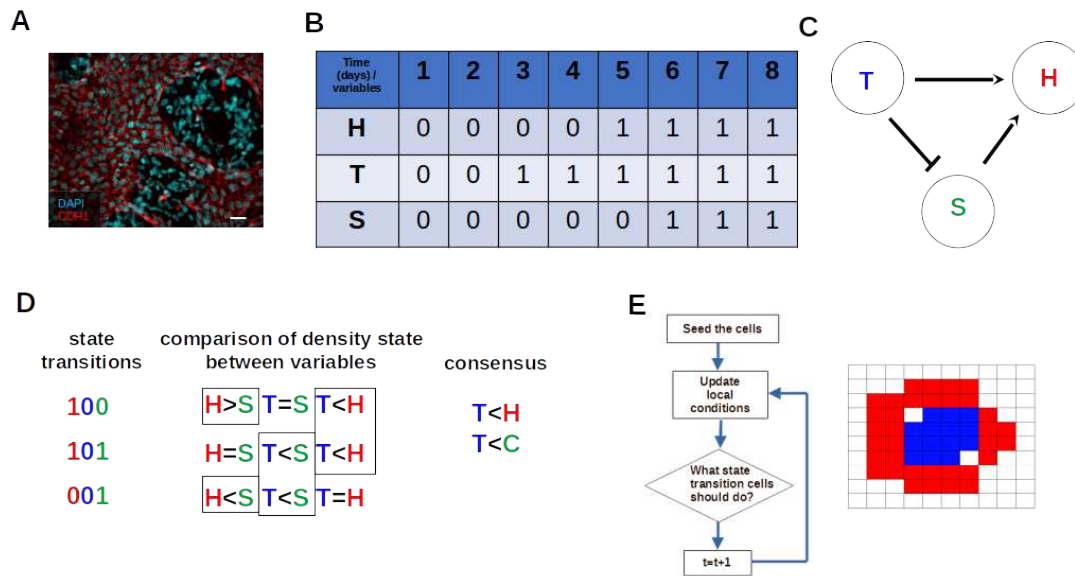 A
DAPI
CDH1
B
Time (days) / variables 1 2 3 4 5 6 7 8
H 0 0 0 0 1 1 1 1
T 0 0 1 1 1 1 1 1
S 0 0 0 0 0 1 1 1
C
T
H
S
D
state
transitions
comparison of density state
between variables
consensus
100 H>S T=S T<H
101 H=S T<S T<H
001 H<S T<S T=H
T<H
T<C
E
Seed the cells
Update
local
conditions
What state
transition cells
should do?
t=t+1